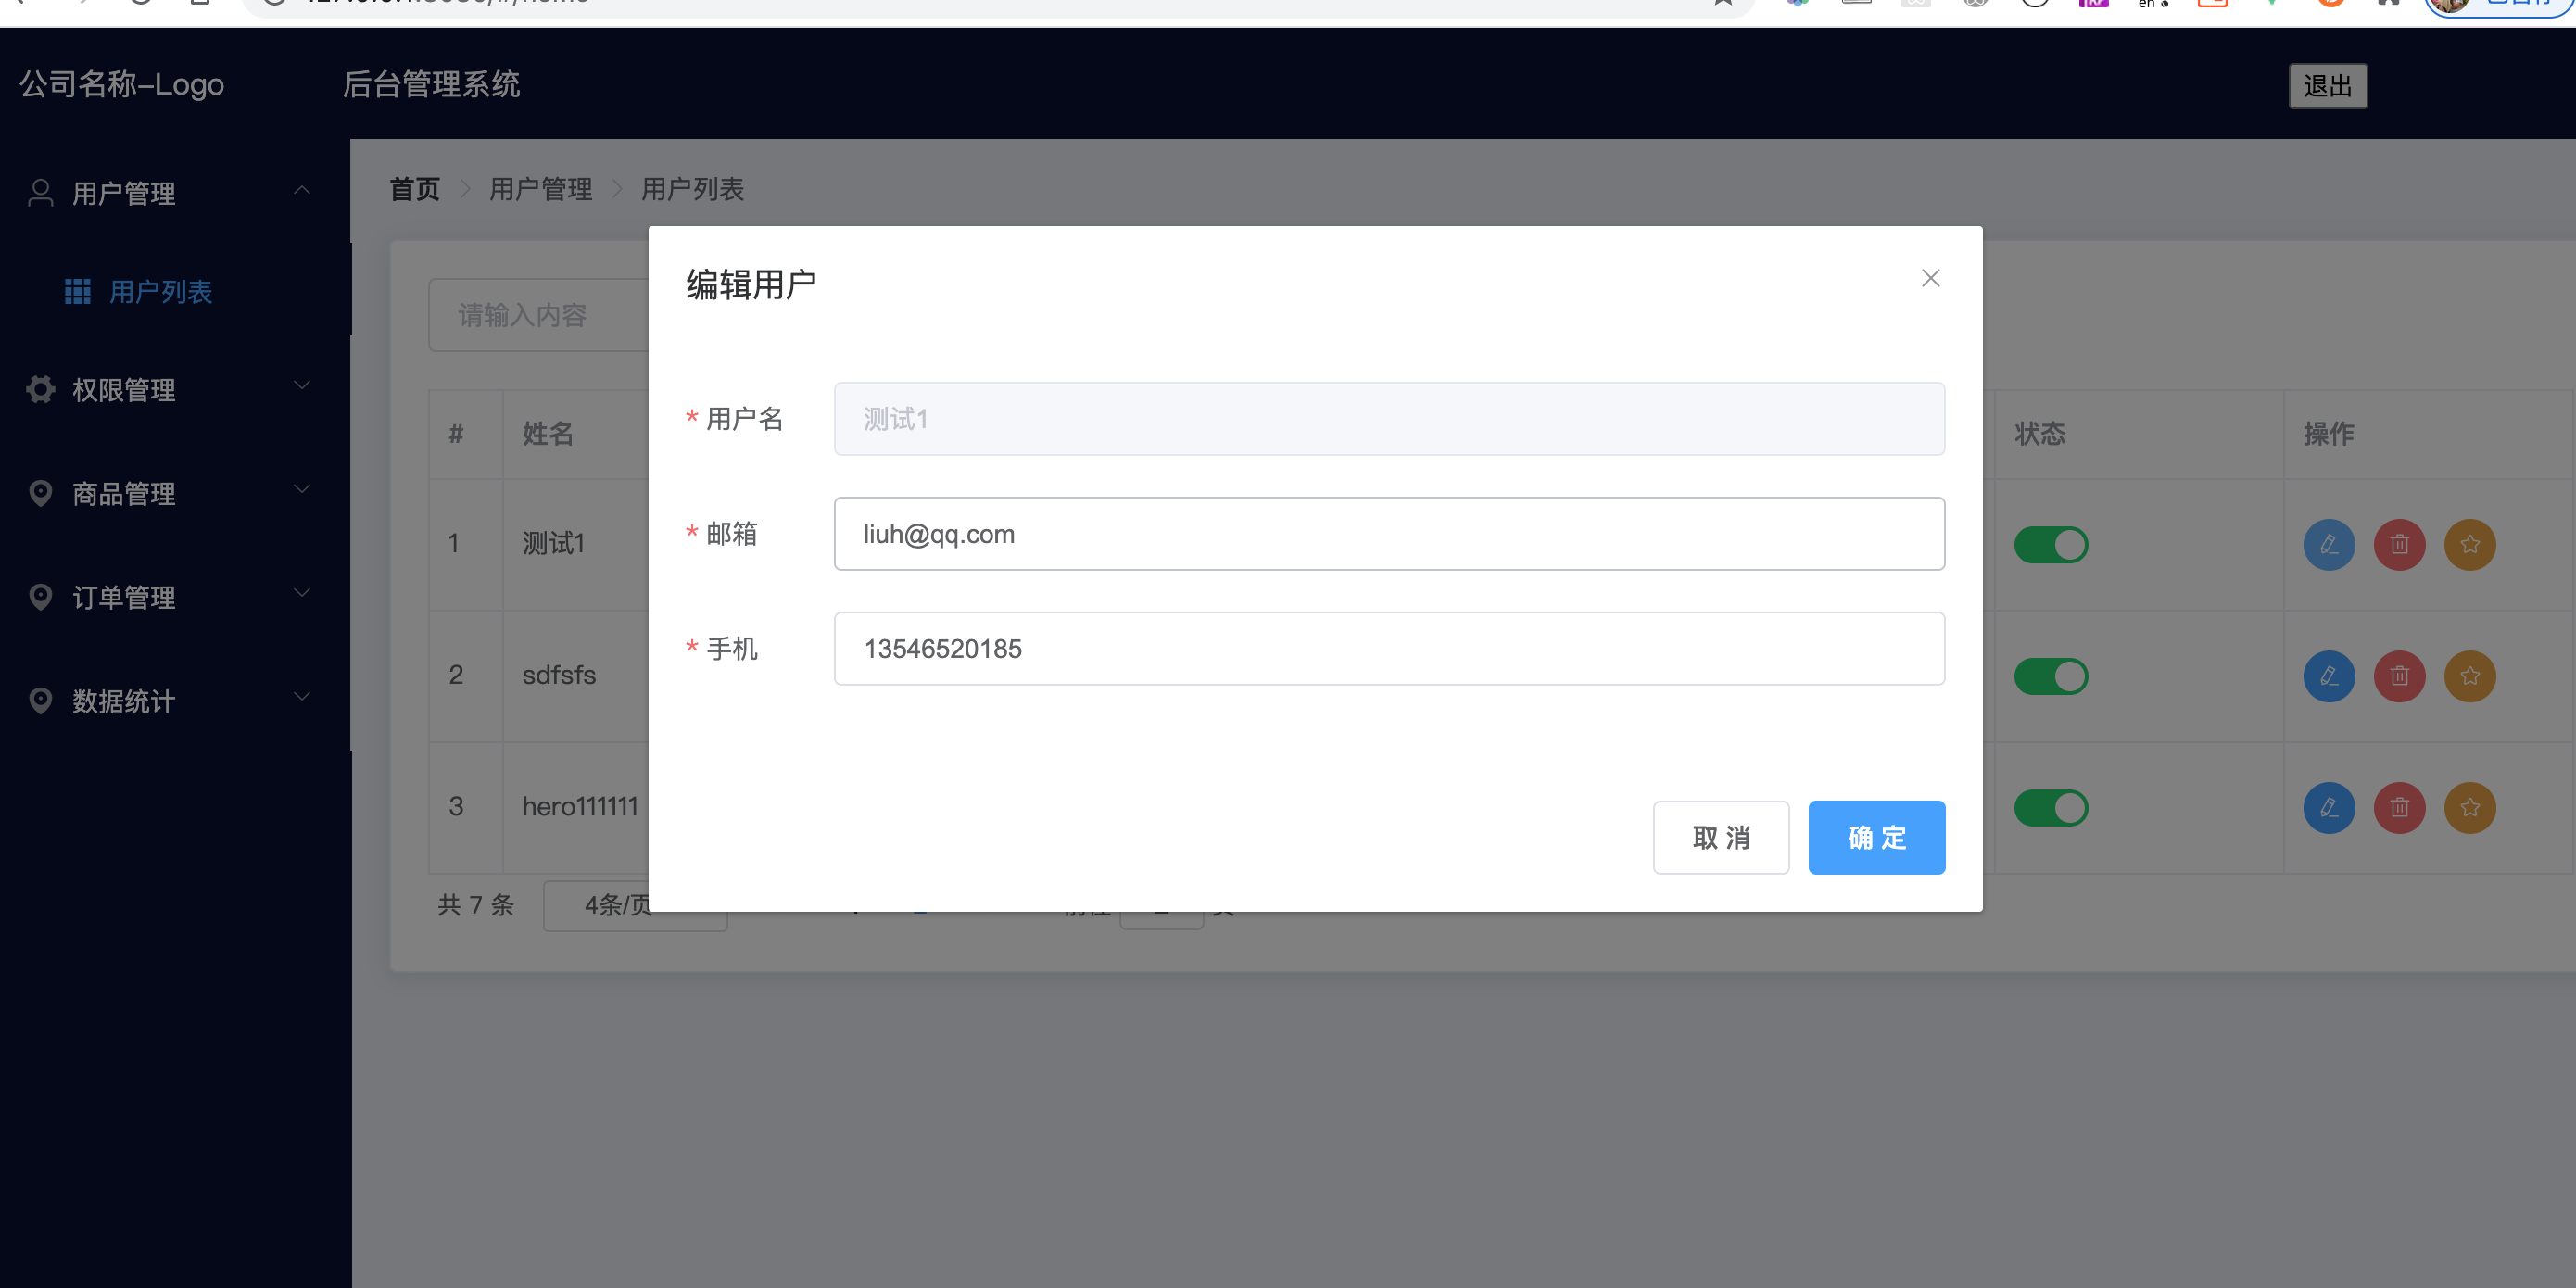 公司名称-Logo
后台管理系统
退出
用户管理
用户列表
权限管理
商品管理
订单管理
数据统计
首页 > 用户管理 > 用户列表
请输入内容
# 姓名 状态 操作
1 测试1
2 sdfsfs
3 hero111111
共 7 条 4条/页
编辑用户
* 用户名 测试1
* 邮箱 liuh@qq.com
* 手机 13546520185
取 消 确 定